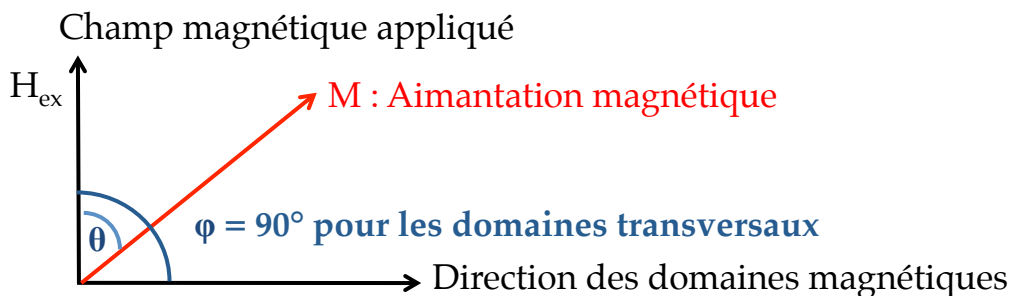 Champ magnétique appliqué
Hex
M : Aimantation magnétique
φ = 90° pour les domaines transversaux
θ
Direction des domaines magnétiques